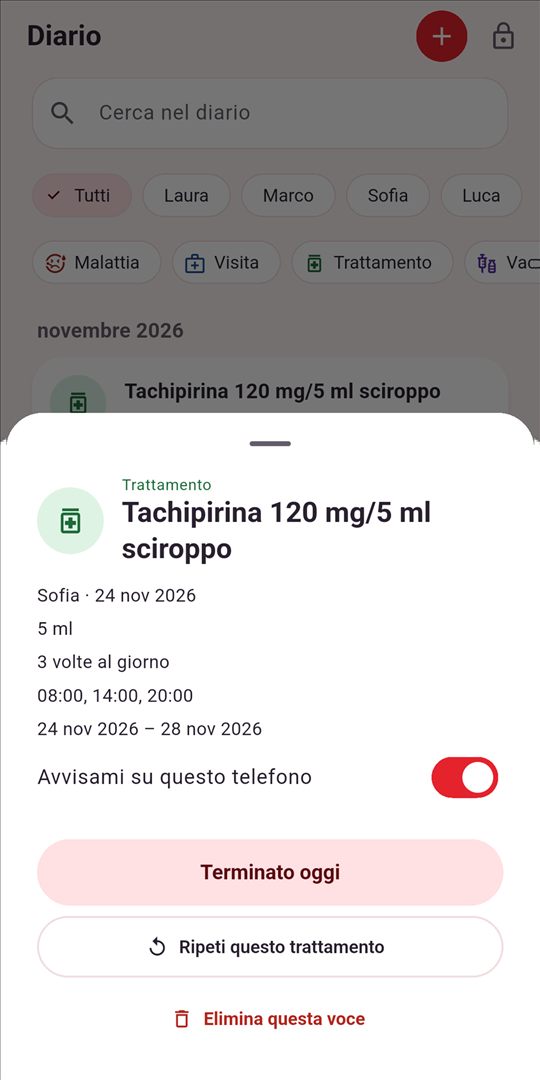 Diario
Cerca nel diario
Tutti
Laura
Marco
Sofia
Luca
Malattia
Visita
Trattamento
novembre 2026
Tachipirina 120 mg/5 ml sciroppo
Trattamento
Tachipirina 120 mg/5 ml
sciroppo
Sofia · 24 nov 2026
5 ml
3 volte al giorno
08:00, 14:00, 20:00
24 nov 2026 – 28 nov 2026
Avvisami su questo telefono
Terminato oggi
Ripeti questo trattamento
Elimina questa voce